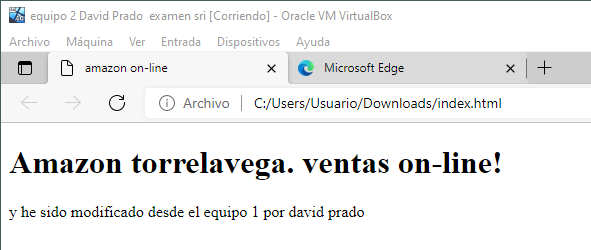 equipo 2 David Prado  examen sri [Corriendo] - Oracle VM VirtualBox
Archivo Máquina Ver Entrada Dispositivos Ayuda
amazon on-line Microsoft Edge
Archivo C:/Users/Usuario/Downloads/index.html
Amazon torrelavega. ventas on-line!
y he sido modificado desde el equipo 1 por david prado